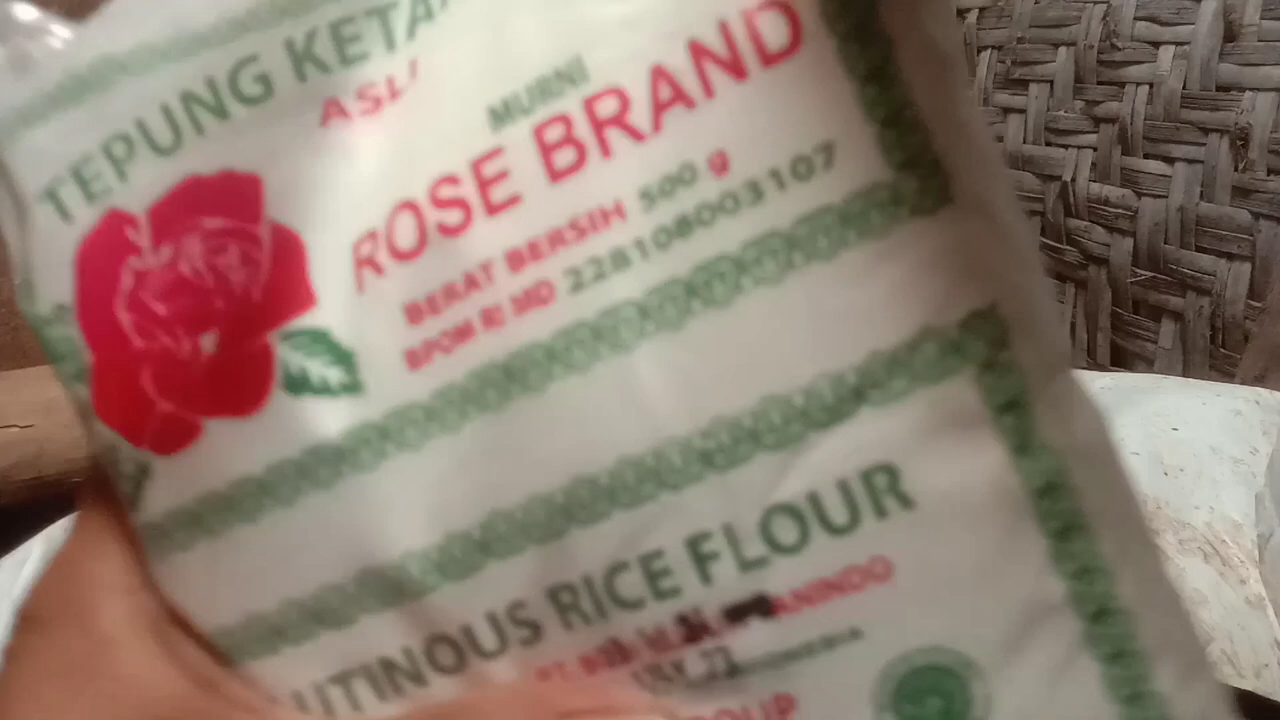 TEPUNG KETA
ASLI
MURNI
ROSE BRAND
BERAT BERSIH 500 g
BPOM RI MD 228108003107
UTINOUS RICE FLOUR